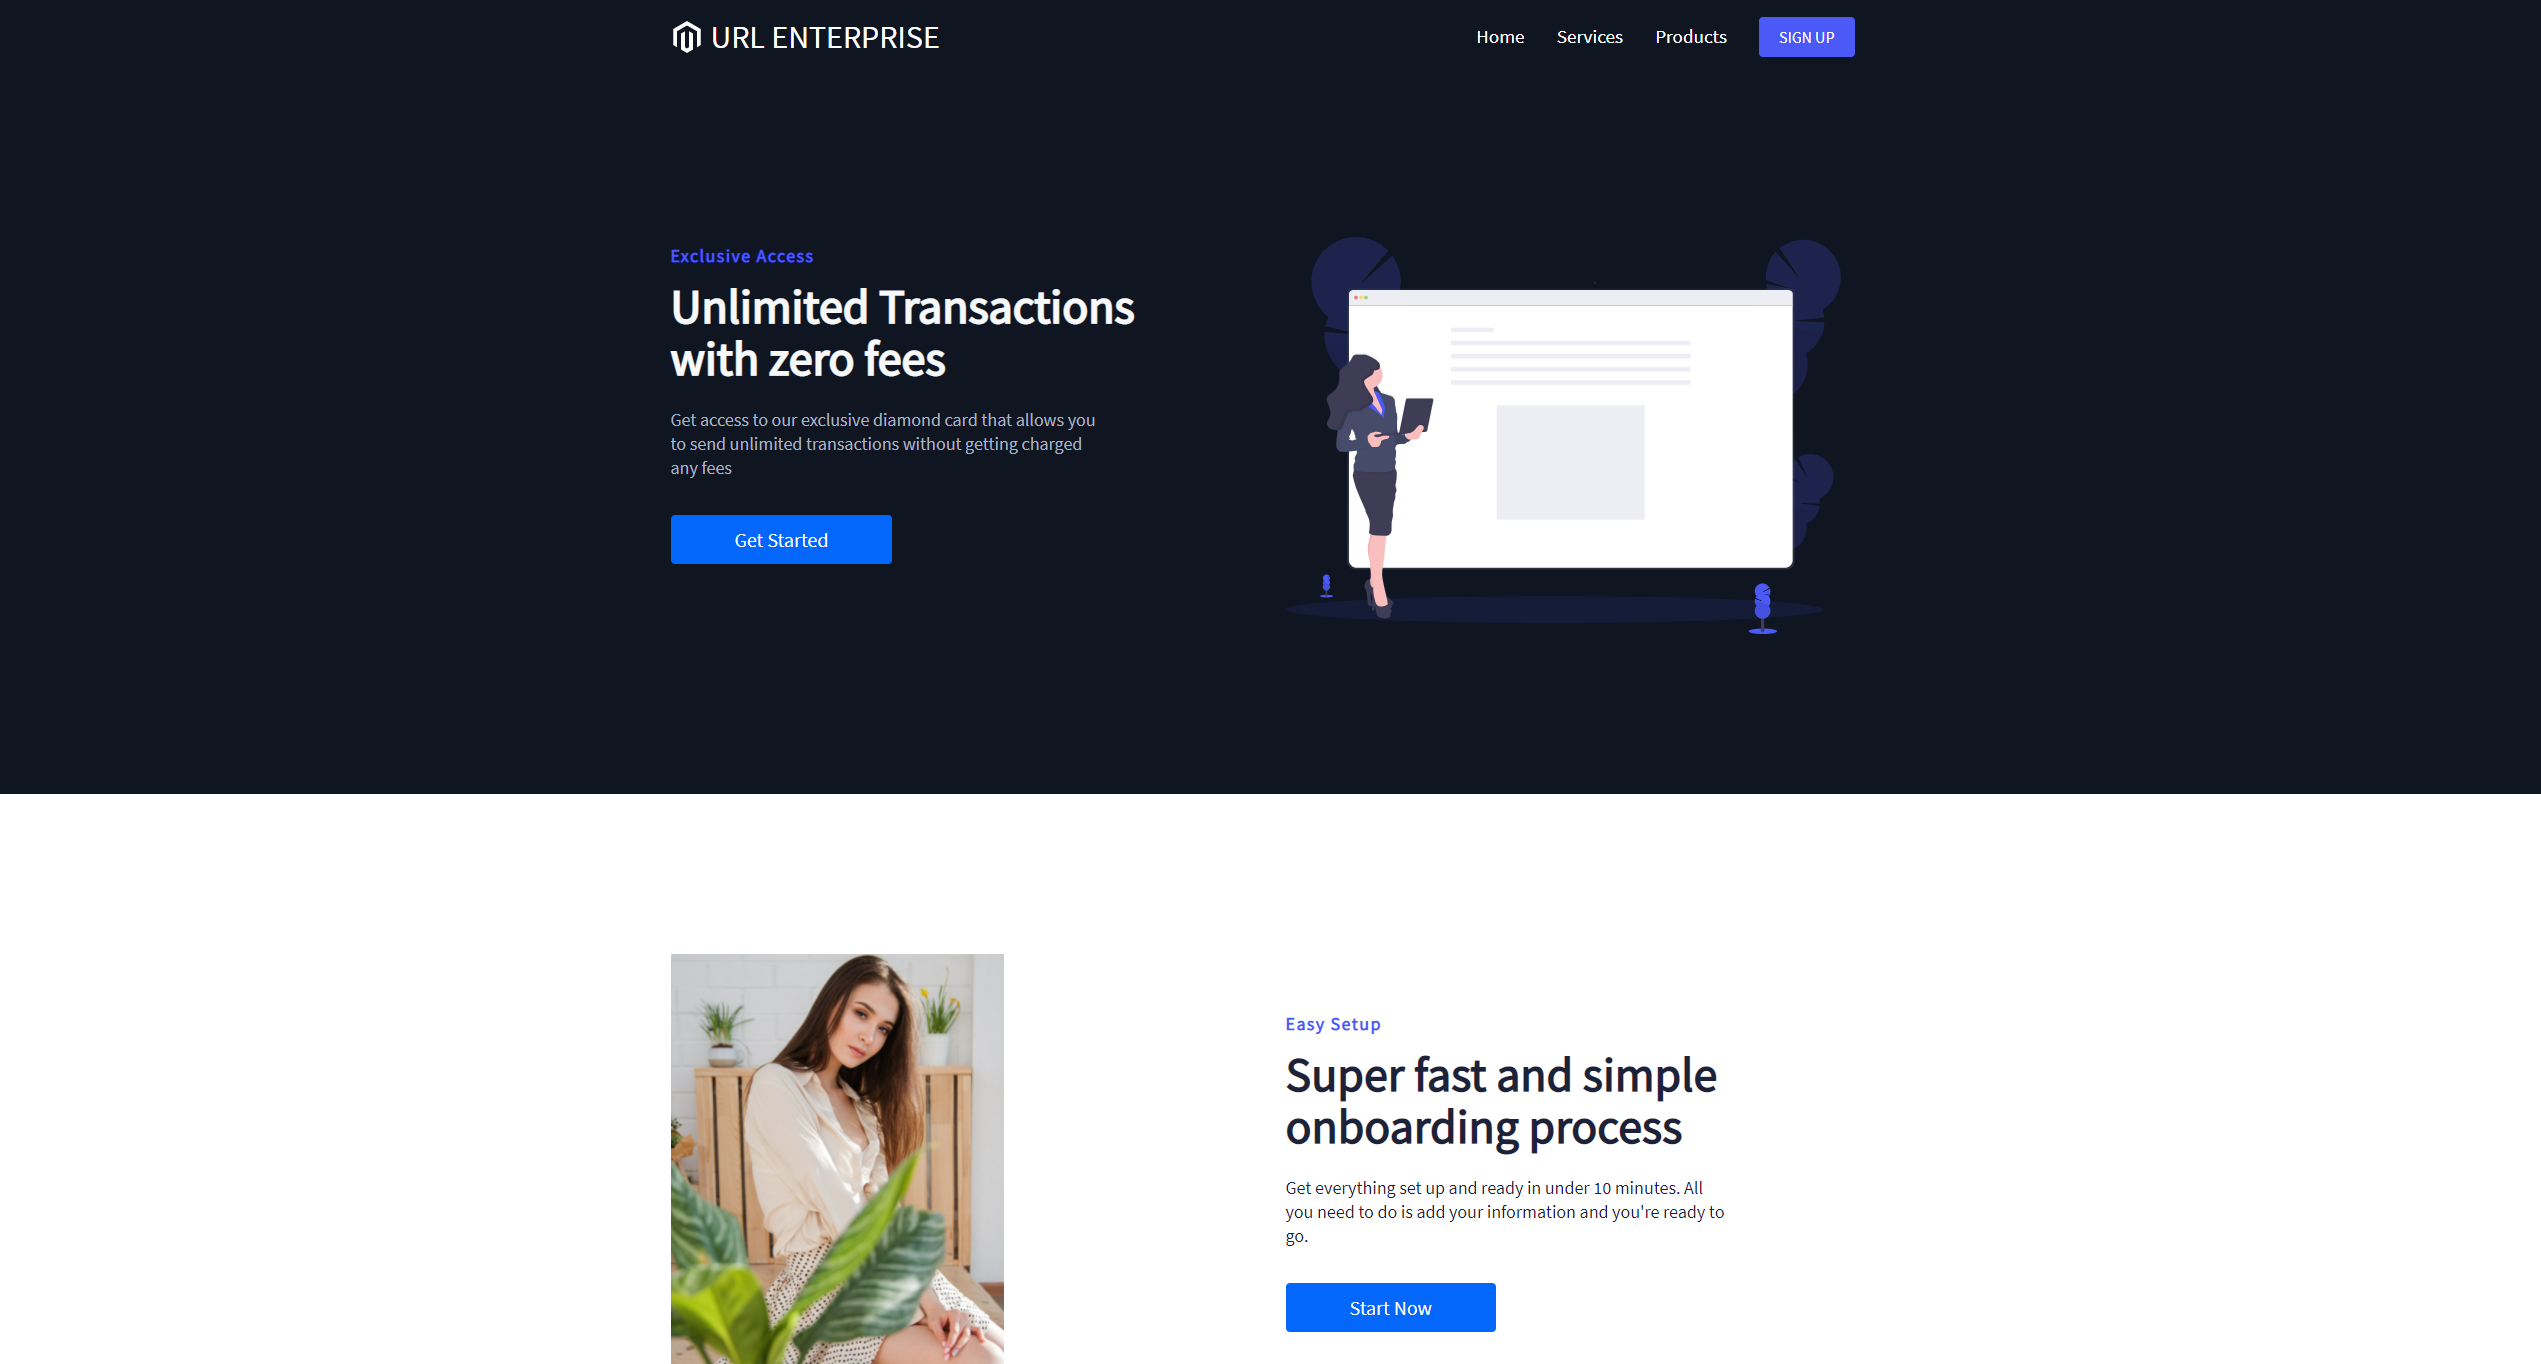 URL ENTERPRISE
Home
Services
Products
SIGN UP
Exclusive Access
Unlimited Transactions
with zero fees
Get access to our exclusive diamond card that allows you
to send unlimited transactions without getting charged
any fees
Get Started
Easy Setup
Super fast and simple
onboarding process
Get everything set up and ready in under 10 minutes. All
you need to do is add your information and you're ready to
go.
Start Now